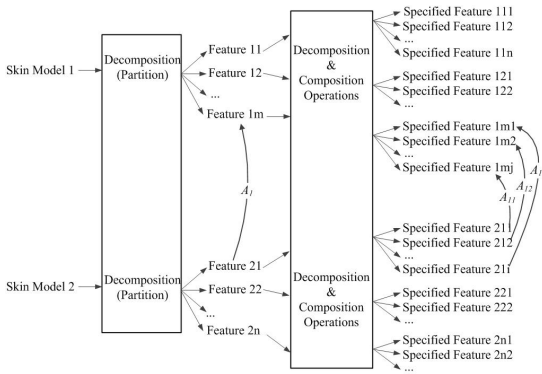 Skin Model 1
Decomposition
(Partition)
Feature 11
Feature 12
...
Feature 1m
Decomposition
&
Composition
Operations
Specified Feature 111
Specified Feature 112
...
Specified Feature 11n
Specified Feature 121
Specified Feature 122
...
Specified Feature 1m1
Specified Feature 1m2
...
Specified Feature 1mj
A1
A11
A12
A1
Skin Model 2
Decomposition
(Partition)
Feature 21
Feature 22
...
Feature 2n
Decomposition
&
Composition
Operations
Specified Feature 211
Specified Feature 212
...
Specified Feature 21i
Specified Feature 221
Specified Feature 222
...
Specified Feature 2n1
Specified Feature 2n2
...